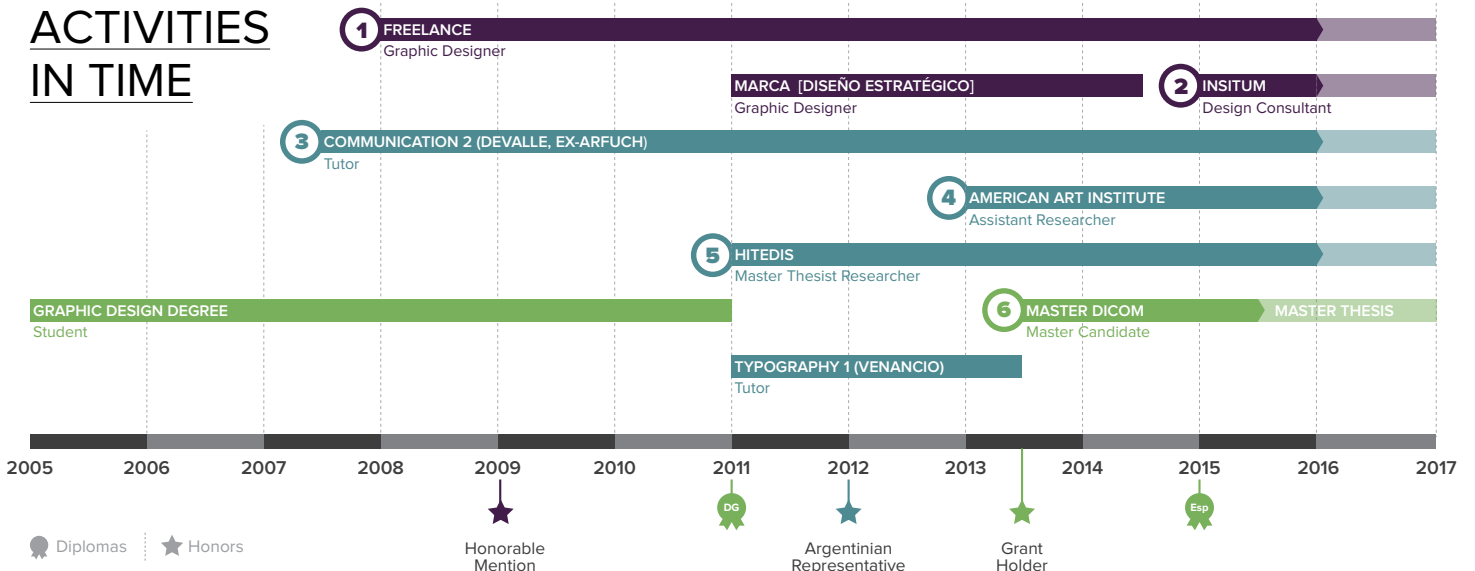 ACTIVITIES
IN TIME
1 FREELANCE
Graphic Designer
MARCA [DISEÑO ESTRATÉGICO]
Graphic Designer
2 INSITUM
Design Consultant
3 COMMUNICATION 2 (DEVALLE, EX-ARFUCH)
Tutor
4 AMERICAN ART INSTITUTE
Assistant Researcher
5 HITEDIS
Master Thesist Researcher
GRAPHIC DESIGN DEGREE
Student
6 MASTER DICOM
Master Candidate
MASTER THESIS
TYPOGRAPHY 1 (VENANCIO)
Tutor
2005 2006 2007 2008 2009 2010 2011 2012 2013 2014 2015 2016 2017
DG
Esp
Diplomas
Honors
Honorable
Mention
Argentinian
Representative
Grant
Holder